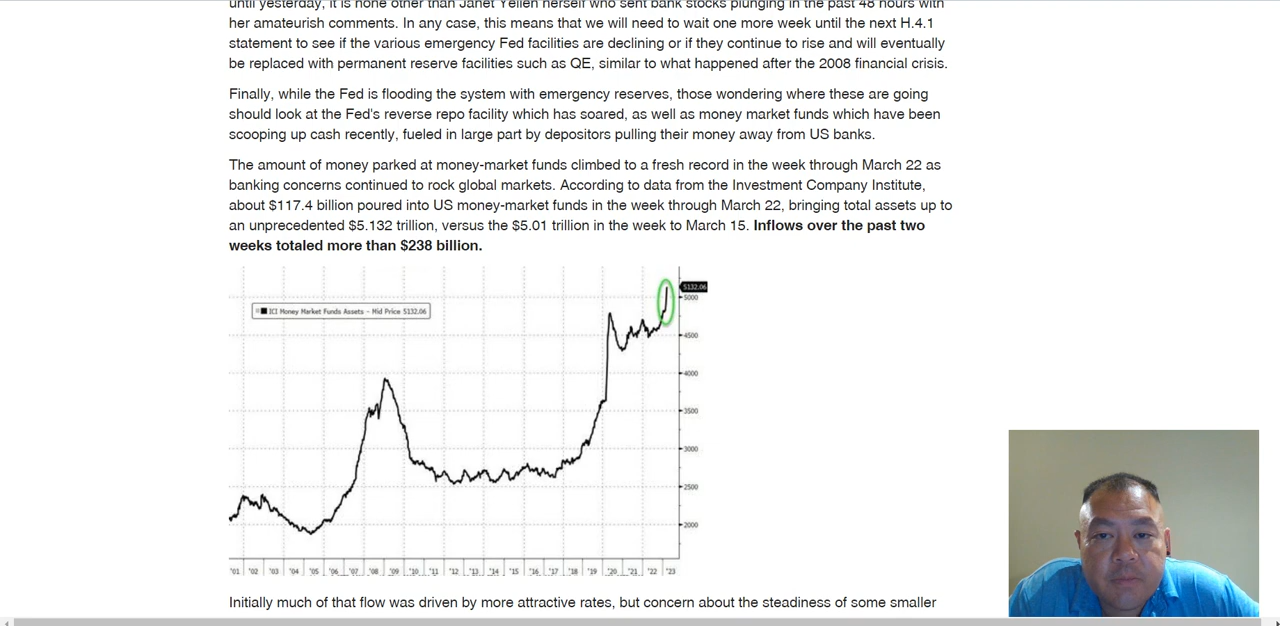 until yesterday, it is none other than Janet Yellen herself who sent bank stocks plunging in the past 48 hours with
her amateurish comments. In any case, this means that we will need to wait one more week until the next H.4.1
statement to see if the various emergency Fed facilities are declining or if they continue to rise and will eventually
be replaced with permanent reserve facilities such as QE, similar to what happened after the 2008 financial crisis.
Finally, while the Fed is flooding the system with emergency reserves, those wondering where these are going
should look at the Fed's reverse repo facility which has soared, as well as money market funds which have been
scooping up cash recently, fueled in large part by depositors pulling their money away from US banks.
The amount of money parked at money-market funds climbed to a fresh record in the week through March 22 as
banking concerns continued to rock global markets. According to data from the Investment Company Institute,
about $117.4 billion poured into US money-market funds in the week through March 22, bringing total assets up to
an unprecedented $5.132 trillion, versus the $5.01 trillion in the week to March 15. Inflows over the past two
weeks totaled more than $238 billion.
5132.06
5000
ICI Money Market Funds Assets - Mid Price 5132.06
4500
4000
3500
3000
2500
2000
'01 '02 '03 '04 '05 '06 '07 '08 '09 '10 '11 '12 '13 '14 '15 '16 '17 '18 '19 '20 '21 '22 '23
Initially much of that flow was driven by more attractive rates, but concern about the steadiness of some smaller